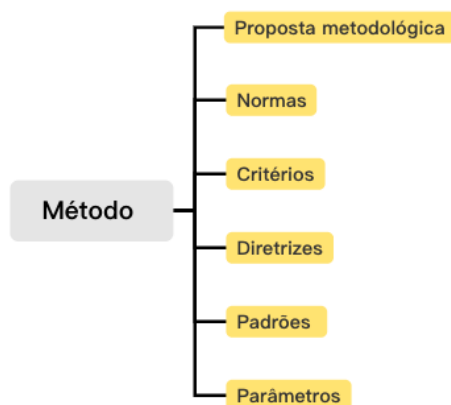 Proposta metodológica
Normas
Critérios
Método
Diretrizes
Padrões
Parâmetros